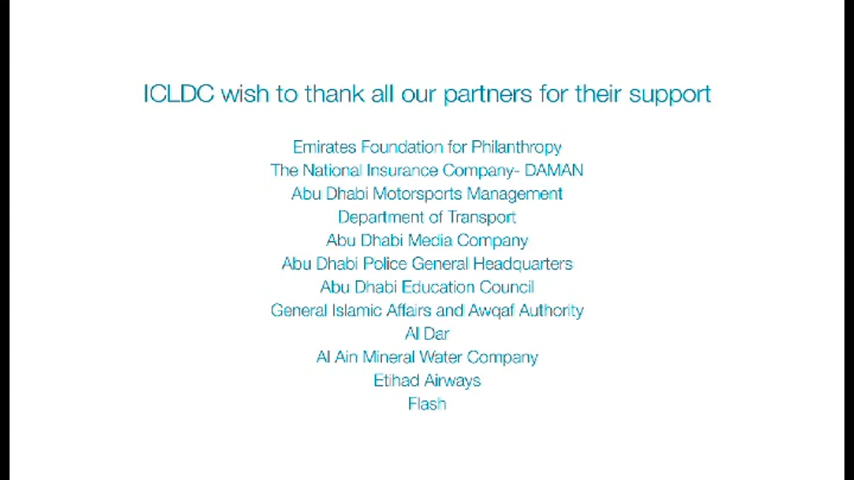 ICLDC wish to thank all our partners for their support
Emirates Foundation for Philanthropy
The National Insurance Company- DAMAN
Abu Dhabi Motorsports Management
Department of Transport
Abu Dhabi Media Company
Abu Dhabi Police General Headquarters
Abu Dhabi Education Council
General Islamic Affairs and Awqaf Authority
Al Dar
Al Ain Mineral Water Company
Etihad Airways
Flash